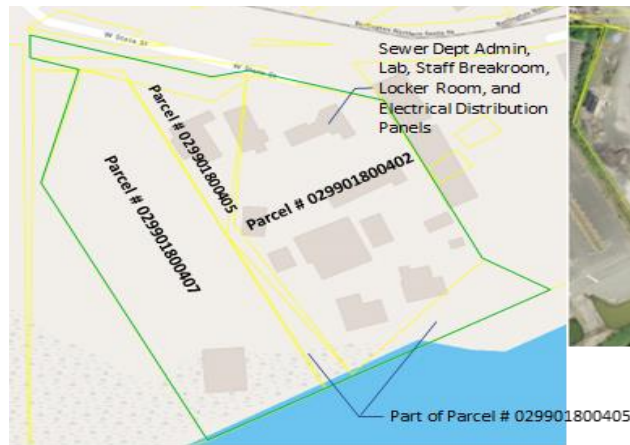 W State St
W State St
Sewer Dept Admin,
Lab, Staff Breakroom,
Locker Room, and
Electrical Distribution
Panels
Parcel # 029901800405
Parcel # 029901800402
Parcel # 029901800407
Part of Parcel # 029901800405